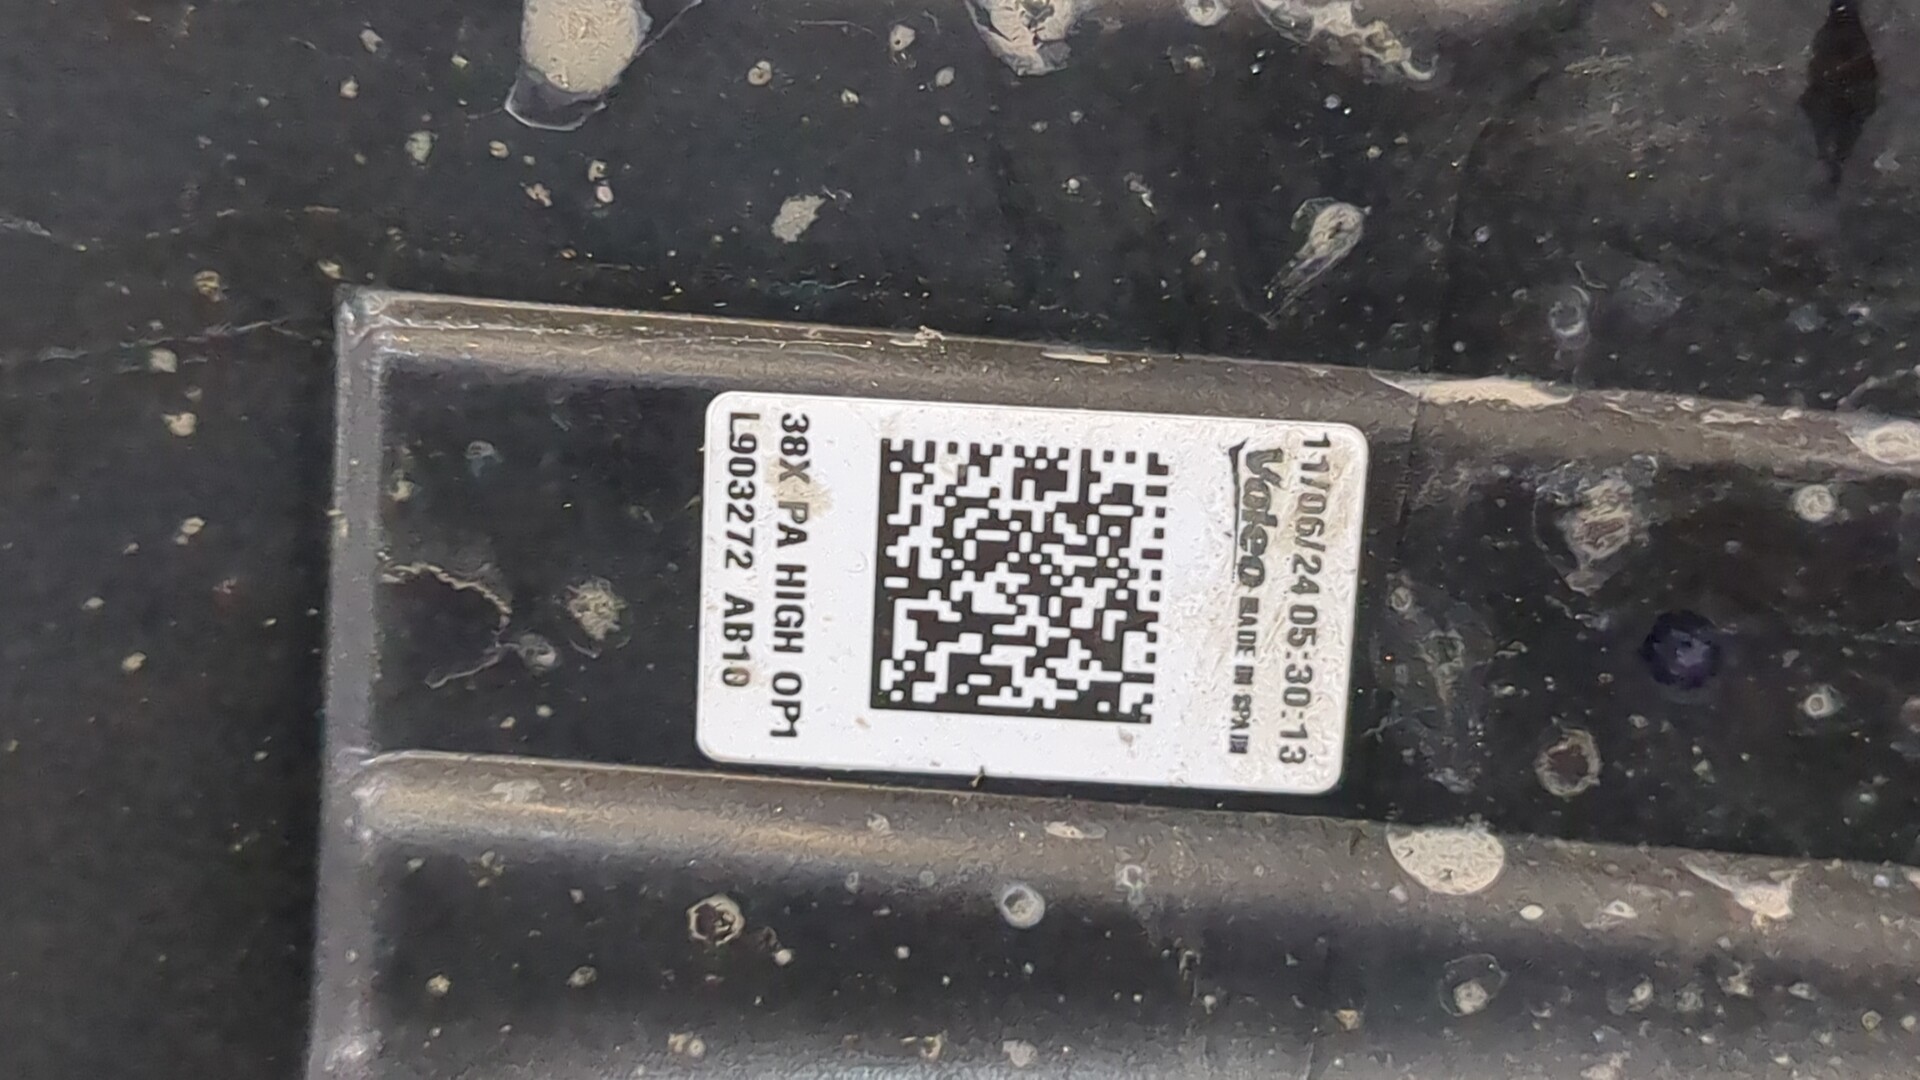 11/06/24 05:30:13
Valeo MADE IN SPAIN
38X PA HIGH OP1
L903272 AB10